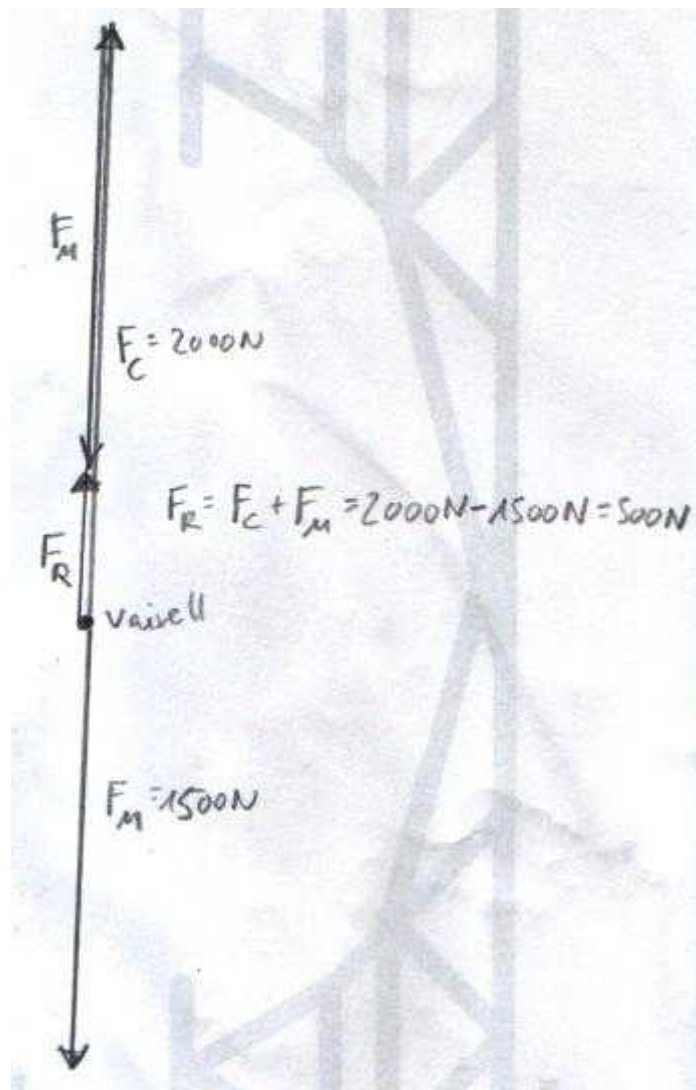 F_M
F_C = 2000N
F_R = F_C + F_M = 2000N - 1500N = 500N
F_R
vaixell
F_M = 1500N